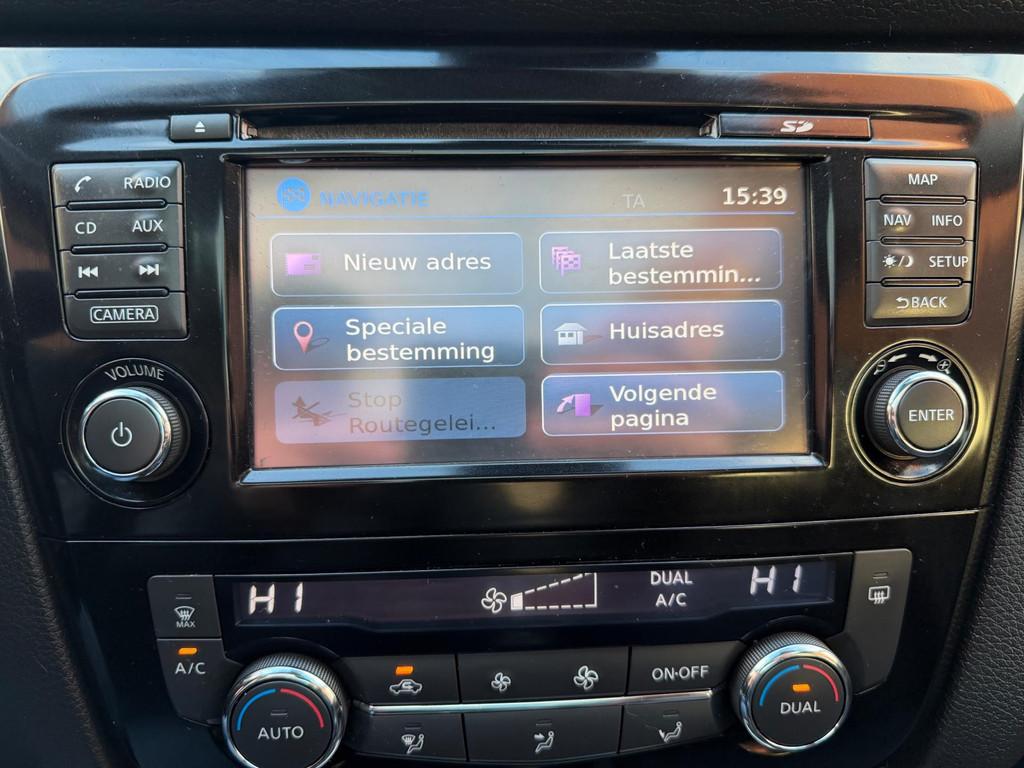 SD
RADIO
CD AUX
CAMERA
VOLUME
NAVIGATIE TA 15:39
Nieuw adres
Laatste
bestemmin...
Speciale
bestemming
Huisadres
Stop
Routegelei...
Volgende
pagina
MAP
NAV INFO
SETUP
BACK
ENTER
HI
DUAL
A/C
HI
MAX
A/C
AUTO
ON·OFF
DUAL